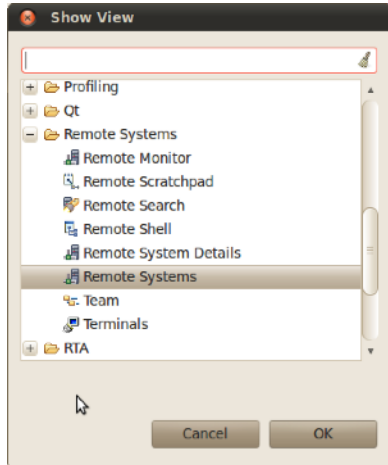 Show View
Profiling
Qt
Remote Systems
Remote Monitor
Remote Scratchpad
Remote Search
Remote Shell
Remote System Details
Remote Systems
Team
Terminals
RTA
Cancel OK